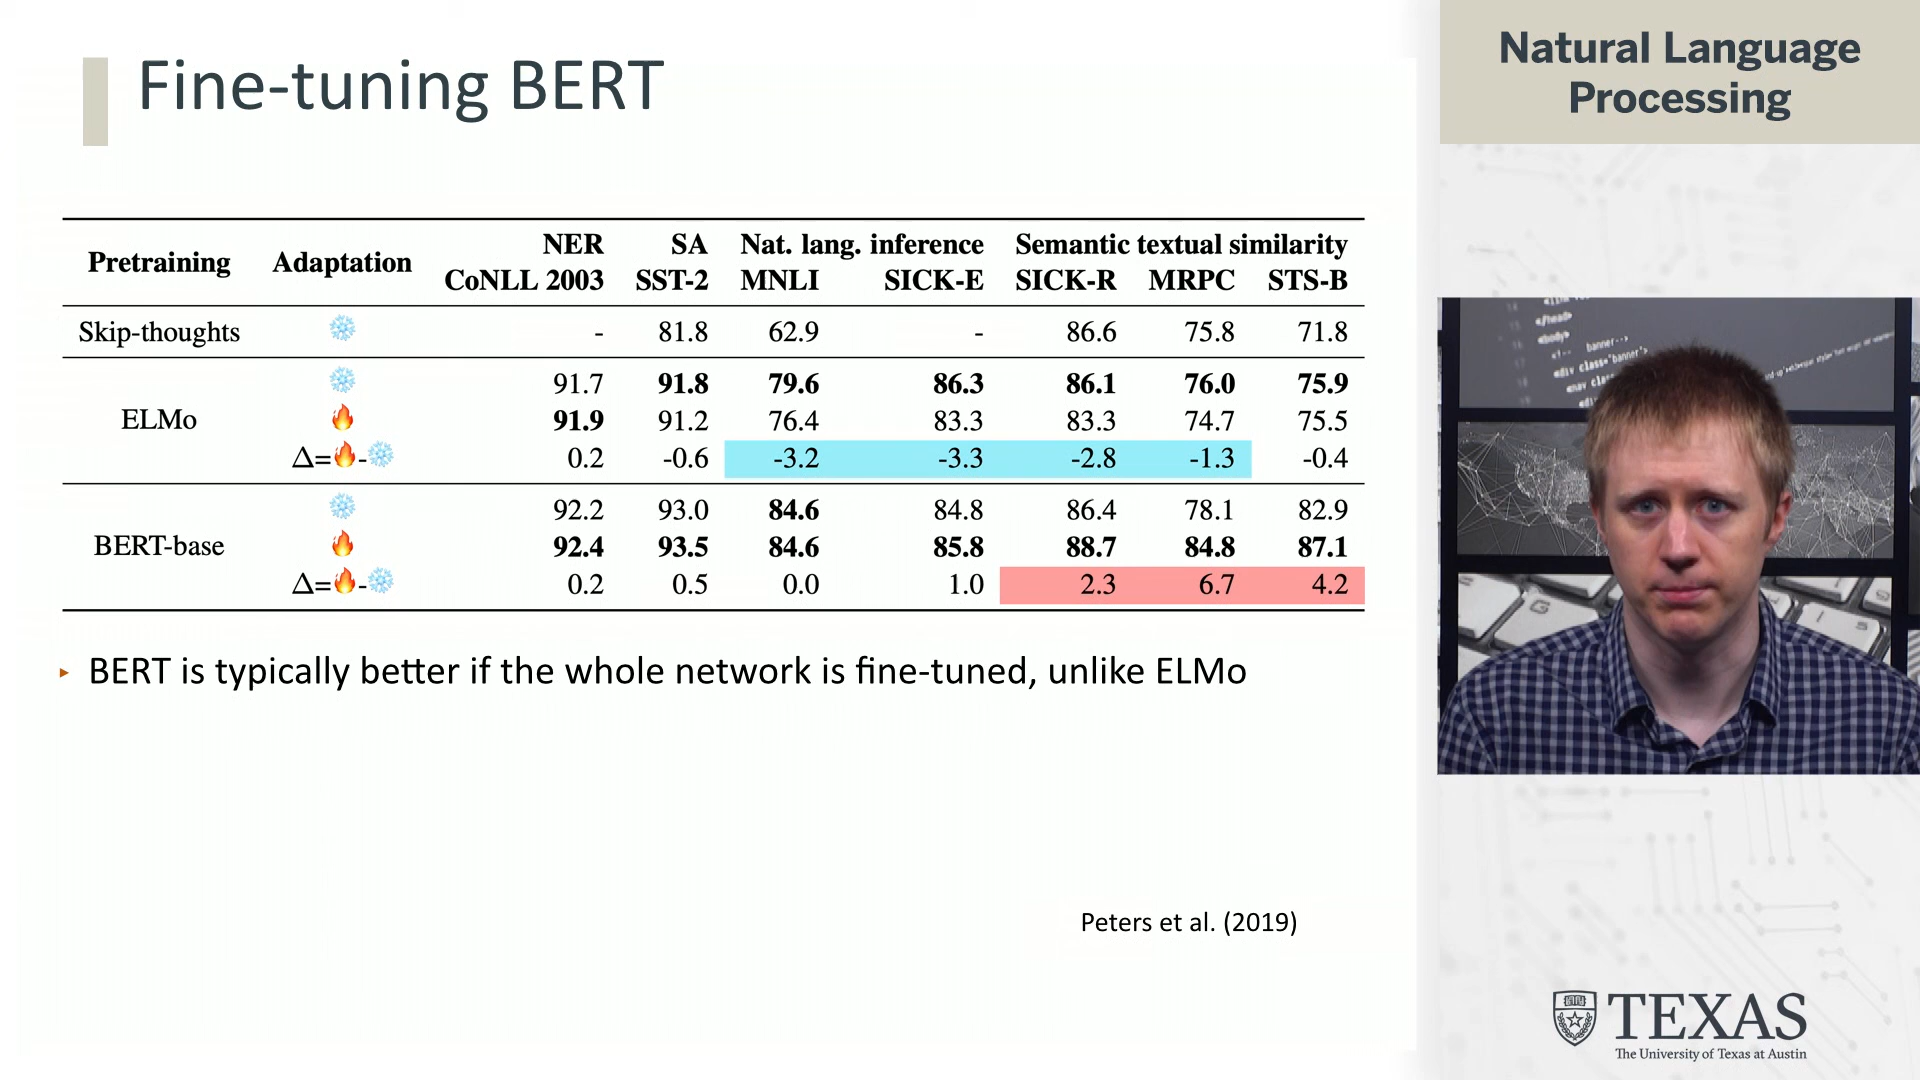 Fine-tuning BERT
Natural Language
Processing
Pretraining Adaptation NER SA Nat. lang. inference Semantic textual similarity
CoNLL 2003 SST-2 MNLI SICK-E SICK-R MRPC STS-B
Skip-thoughts ❄️ - 81.8 62.9 - 86.6 75.8 71.8
ELMo ❄️ 91.7 91.8 79.6 86.3 86.1 76.0 75.9
🔥 91.9 91.2 76.4 83.3 83.3 74.7 75.5
Δ=🔥-❄️ 0.2 -0.6 -3.2 -3.3 -2.8 -1.3 -0.4
BERT-base ❄️ 92.2 93.0 84.6 84.8 86.4 78.1 82.9
🔥 92.4 93.5 84.6 85.8 88.7 84.8 87.1
Δ=🔥-❄️ 0.2 0.5 0.0 1.0 2.3 6.7 4.2
▸ BERT is typically better if the whole network is fine-tuned, unlike ELMo
Peters et al. (2019)
TEXAS
The University of Texas at Austin